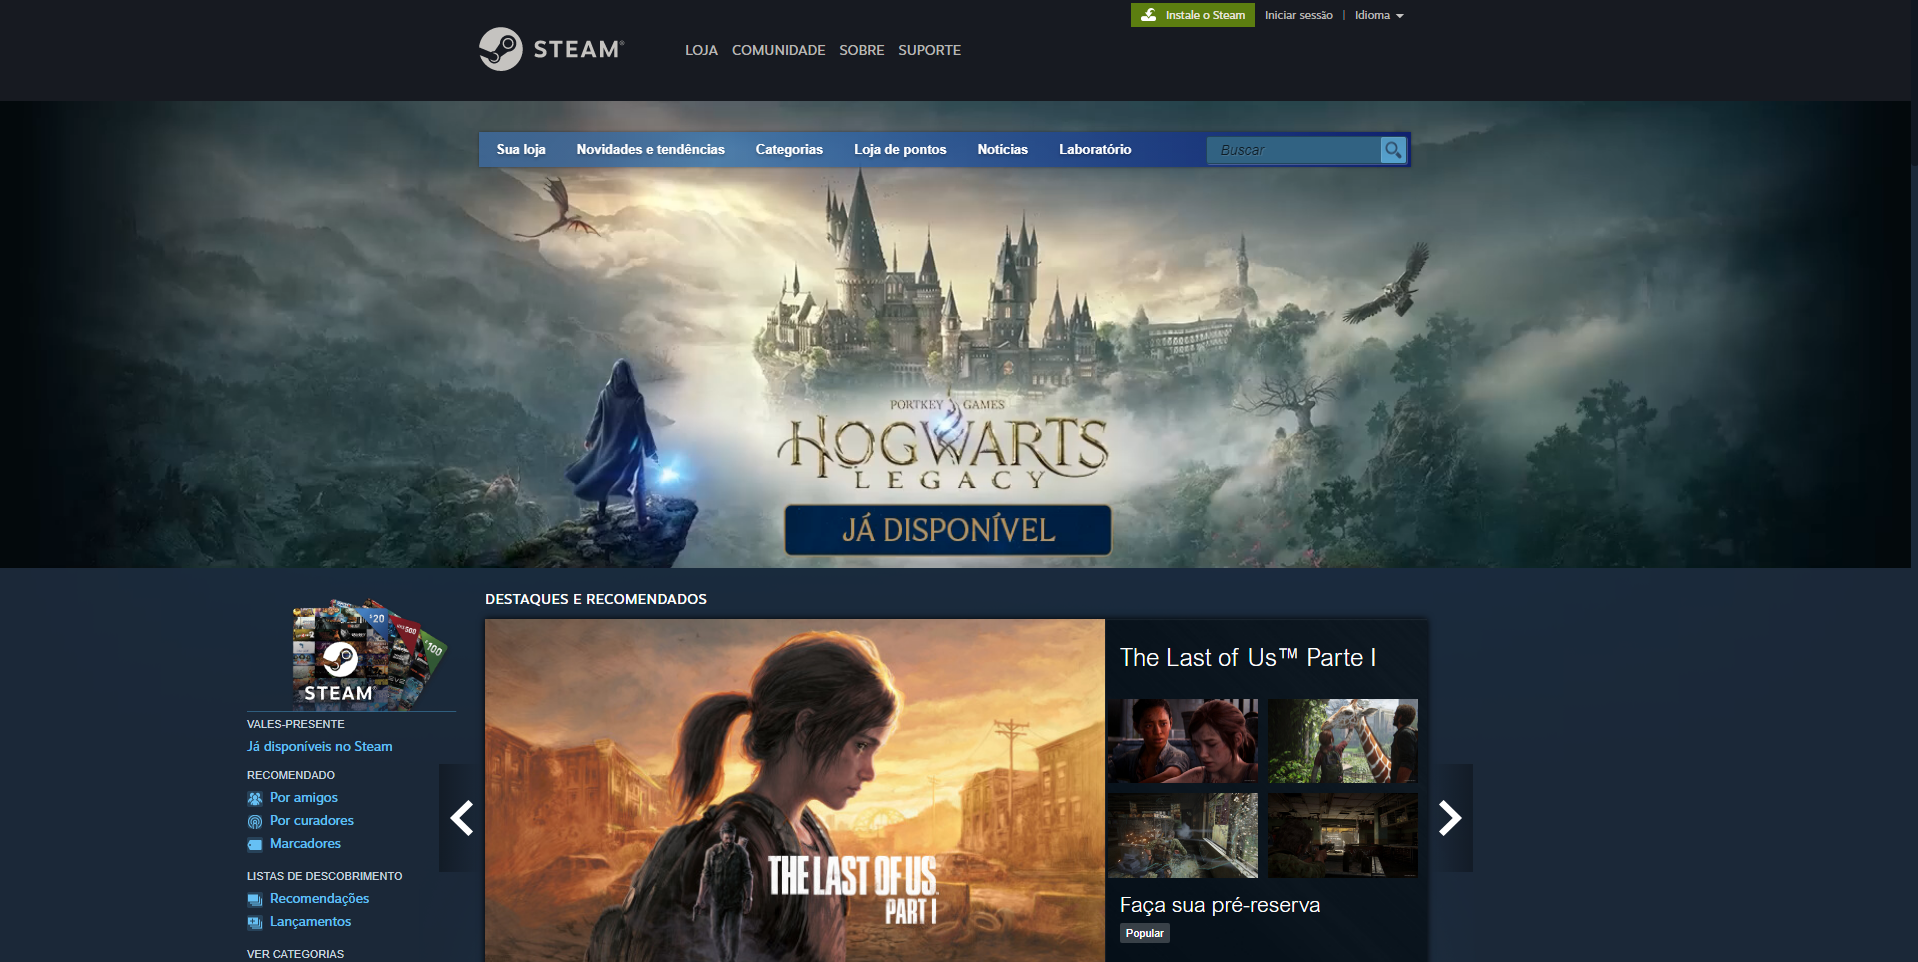 Instale o Steam
Iniciar sessão | Idioma
STEAM®
LOJA COMUNIDADE SOBRE SUPORTE
Sua loja Novidades e tendências Categorias Loja de pontos Notícias Laboratório Buscar
PORTKEY GAMES
HOGWARTS
LEGACY
JÁ DISPONÍVEL
DESTAQUES E RECOMENDADOS
$20
500
$100
STEAM®
VALES-PRESENTE
Já disponíveis no Steam
RECOMENDADO
Por amigos
Por curadores
Marcadores
LISTAS DE DESCOBRIMENTO
Recomendações
Lançamentos
VER CATEGORIAS
THE LAST OF US
PART I
The Last of Us™ Parte I
Faça sua pré-reserva
Popular